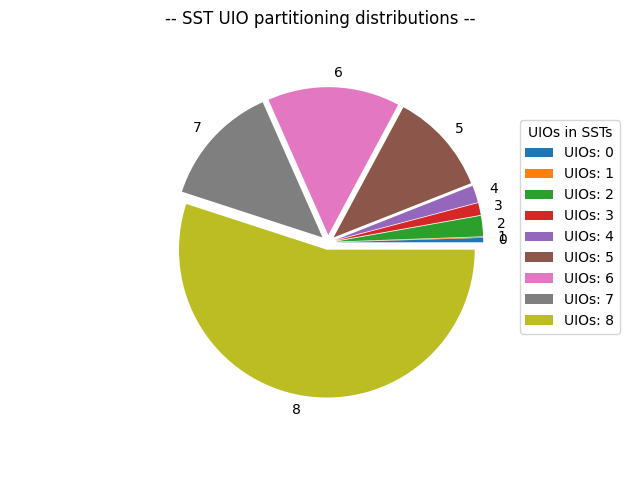 -- SST UIO partitioning distributions --
6
7
5
4
3
2
1
0
8
UIOs in SSTs
UIOs: 0
UIOs: 1
UIOs: 2
UIOs: 3
UIOs: 4
UIOs: 5
UIOs: 6
UIOs: 7
UIOs: 8